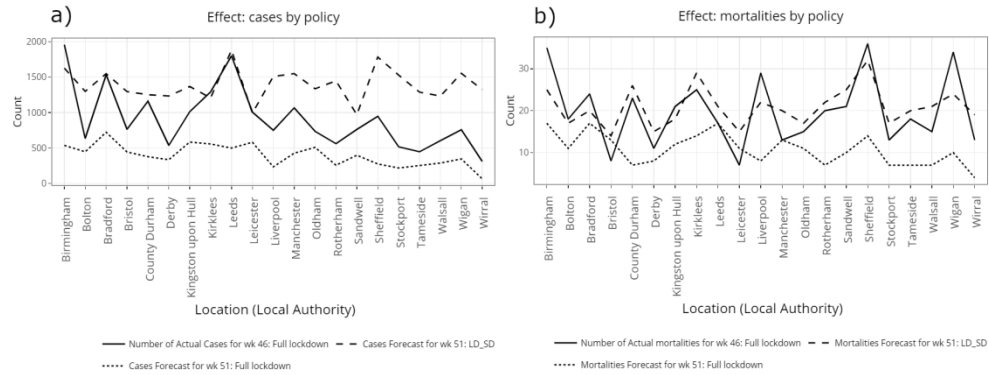 a)
Effect: cases by policy
2000
1500
1000
500
0
Count
Birmingham
Bolton
Bradford
Bristol
County Durham
Derby
Kingston upon Hull
Kirklees
Leeds
Leicester
Liverpool
Manchester
Oldham
Rotherham
Sandwell
Sheffield
Stockport
Tameside
Walsall
Wigan
Wirral
Location (Local Authority)
Number of Actual Cases for wk 46: Full lockdown
Cases Forecast for wk 51: LD_SD
Cases Forecast for wk 51: Full lockdown
b)
Effect: mortalities by policy
30
20
10
Count
Birmingham
Bolton
Bradford
Bristol
County Durham
Derby
Kingston upon Hull
Kirklees
Leeds
Leicester
Liverpool
Manchester
Oldham
Rotherham
Sandwell
Sheffield
Stockport
Tameside
Walsall
Wigan
Wirral
Location (Local Authority)
Number of Actual mortalities for wk 46: Full lockdown
Mortalities Forecast for wk 51: LD_SD
Mortalities Forecast for wk 51: Full lockdown